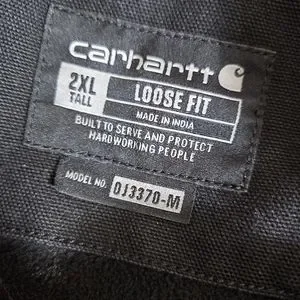 carhartt
2XL
TALL
LOOSE FIT
MADE IN INDIA
BUILT TO SERVE AND PROTECT
HARDWORKING PEOPLE
MODEL NO. OJ3370-M